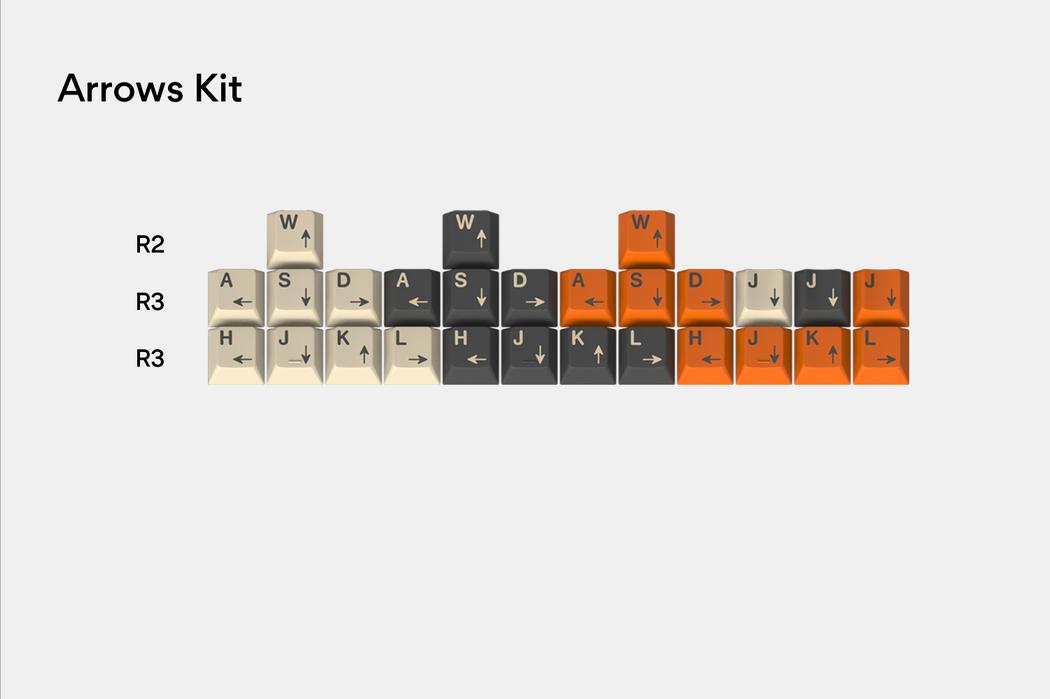 Arrows Kit
R2 W ↑ W ↑ W ↑
R3 A ← S ↓ D → A ← S ↓ D → A ← S ↓ D → J ↓ J ↓ J ↓
R3 H ← J _↓ K ↑ L → H ← J _↓ K ↑ L → H ← J _↓ K ↑ L →